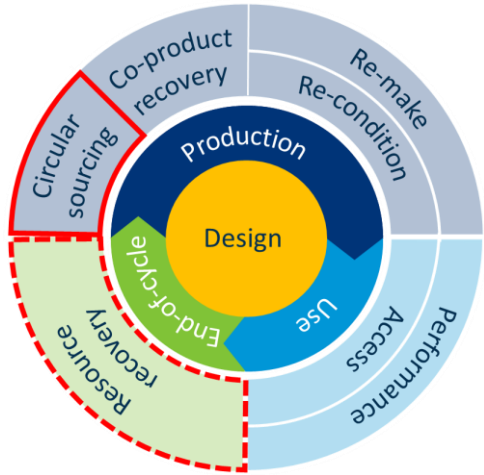 Co-product
recovery
Re-make
Re-condition
Circular
sourcing
Production
Design
End-of-cycle
Use
Resource
recovery
Access
Performance